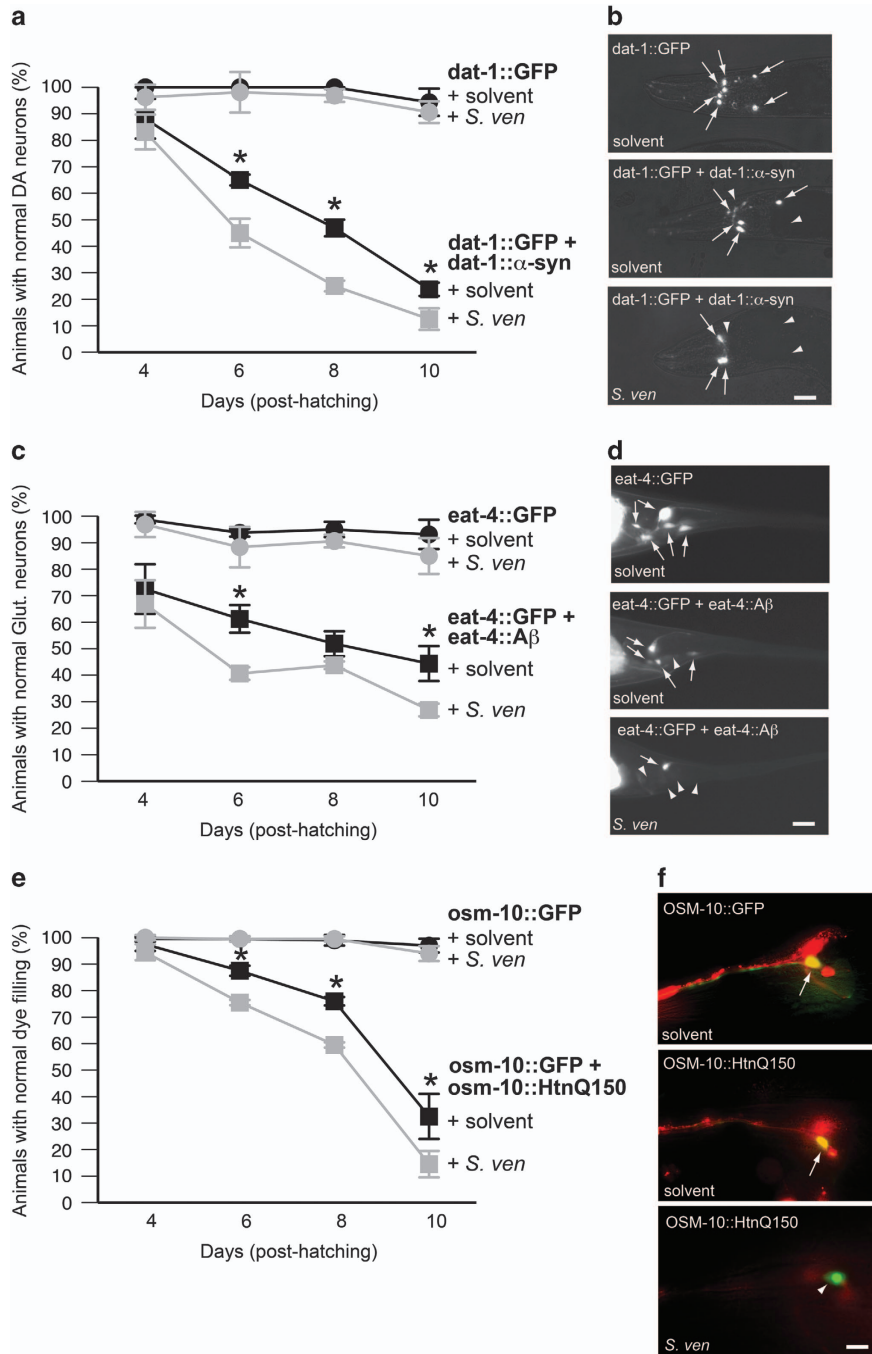 a
Animals with normal DA neurons (%)
100
90
80
70
60
50
40
30
20
10
0
4
6
8
10
Days (post-hatching)
dat-1::GFP
+ solvent
+ S. ven
*
*
*
dat-1::GFP +
dat-1::α-syn
+ solvent
+ S. ven
b
dat-1::GFP
solvent
dat-1::GFP + dat-1::α-syn
solvent
dat-1::GFP + dat-1::α-syn
S. ven
c
Animals with normal Glut. neurons (%)
100
90
80
70
60
50
40
30
20
10
0
4
6
8
10
Days (post-hatching)
eat-4::GFP
+ solvent
+ S. ven
*
*
eat-4::GFP +
eat-4::Aβ
+ solvent
+ S. ven
d
eat-4::GFP
solvent
eat-4::GFP + eat-4::Aβ
solvent
eat-4::GFP + eat-4::Aβ
S. ven
e
Animals with normal dye filling (%)
100
90
80
70
60
50
40
30
20
10
0
4
6
8
10
Days (post-hatching)
osm-10::GFP
+ solvent
+ S. ven
*
*
*
osm-10::GFP +
osm-10::HtnQ150
+ solvent
+ S. ven
f
OSM-10::GFP
solvent
OSM-10::HtnQ150
solvent
OSM-10::HtnQ150
S. ven